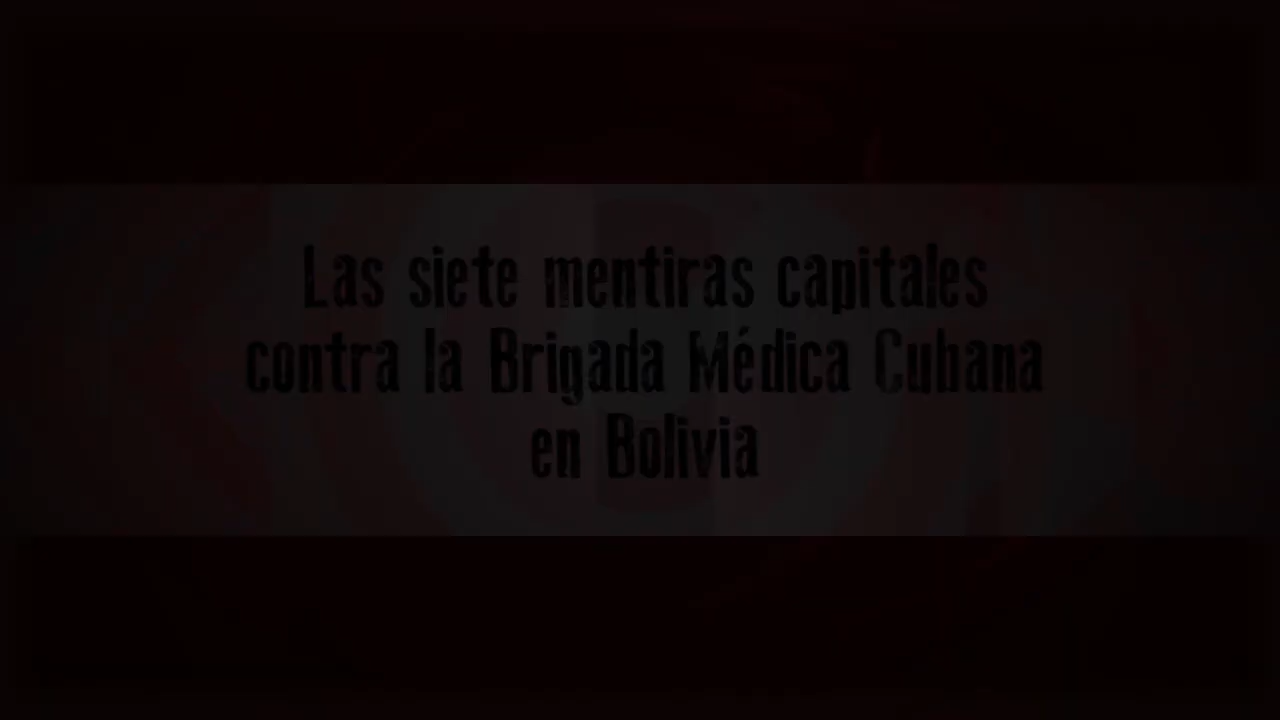 Las siete mentiras capitales
contra la Brigada Médica Cubana
en Bolivia